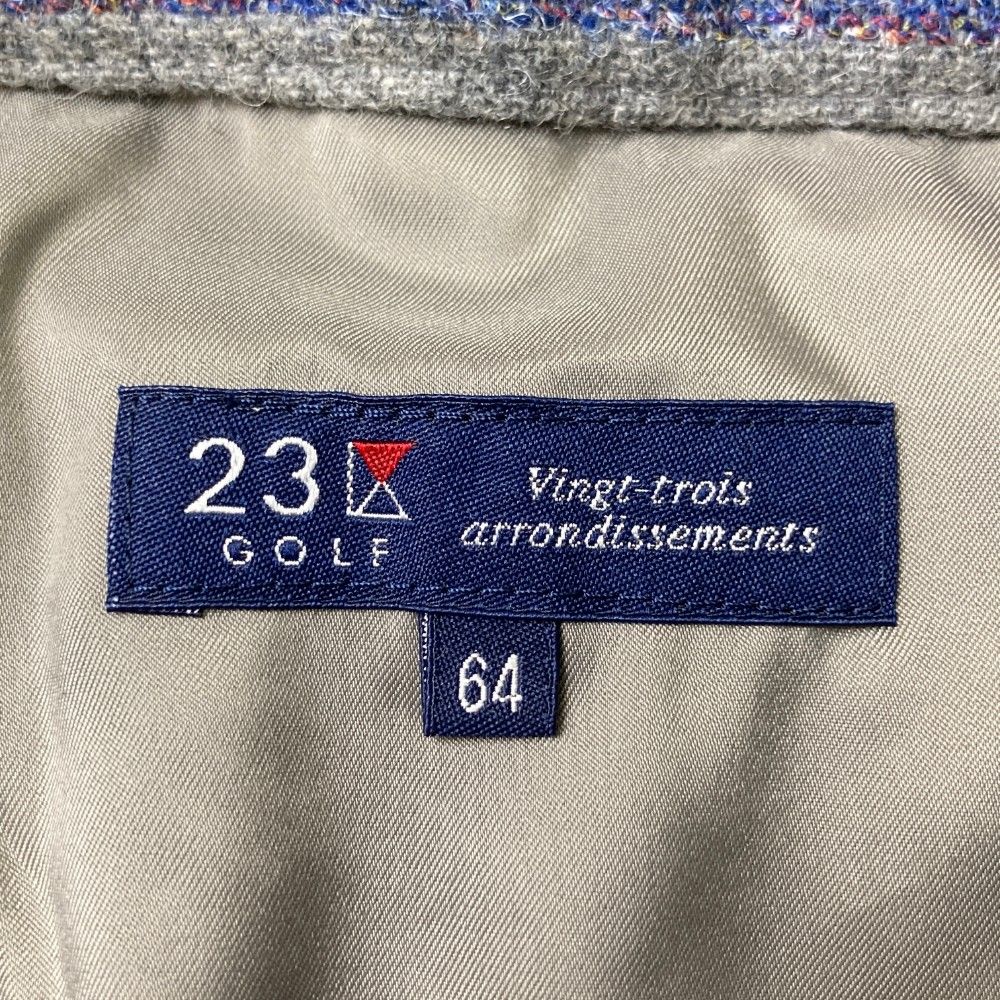 23
GOLF
Vingt-trois
arrondissements
64